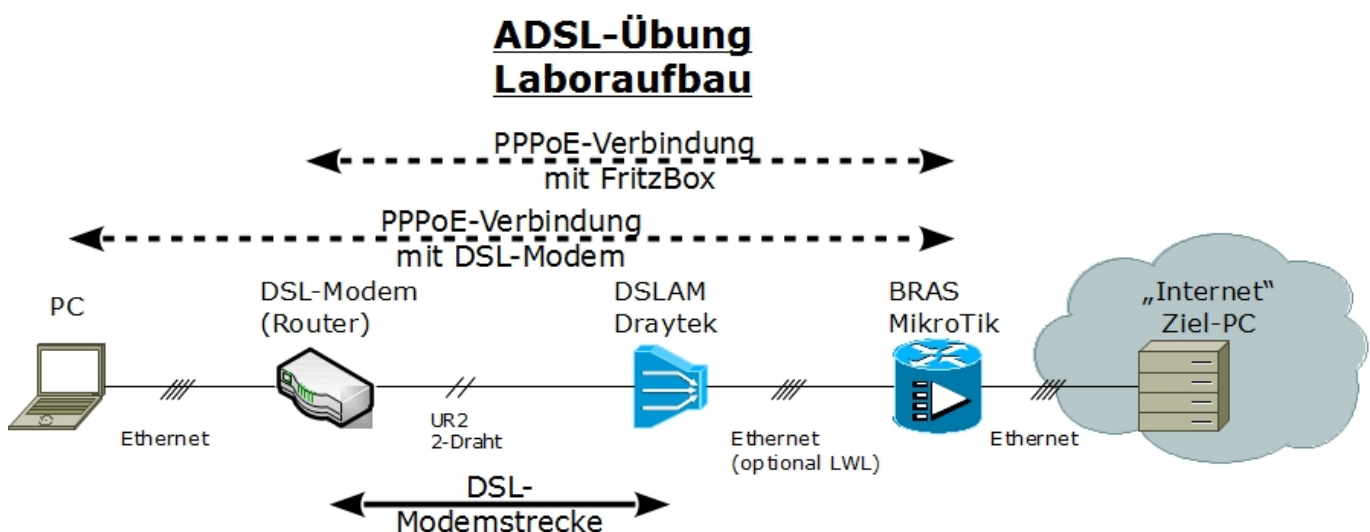 ADSL-Übung
Laboraufbau
PPPoE-Verbindung
mit FritzBox
PPPoE-Verbindung
mit DSL-Modem
PC
DSL-Modem
(Router)
DSLAM
Draytek
BRAS
MikroTik
„Internet“
Ziel-PC
Ethernet
UR2
2-Draht
Ethernet
(optional LWL)
Ethernet
DSL-
Modemstrecke